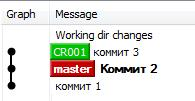 Graph Message
Working dir changes
CR001 коммит 3
master Коммит 2
коммит 1